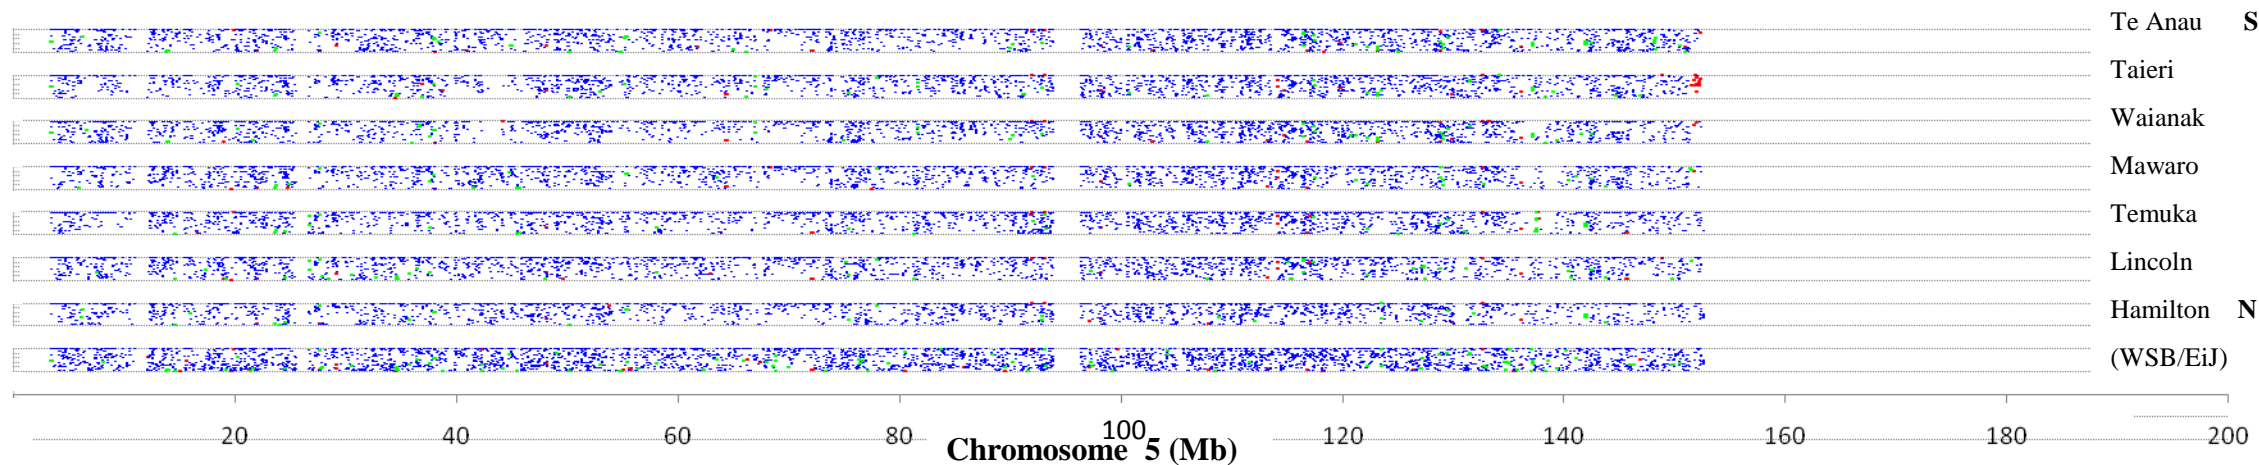 Te Anau S
Taieri
Waianak
Mawaro
Temuka
Lincoln
Hamilton N
(WSB/EiJ)
20 40 60 80 100 120 140 160 180 200
Chromosome 5 (Mb)